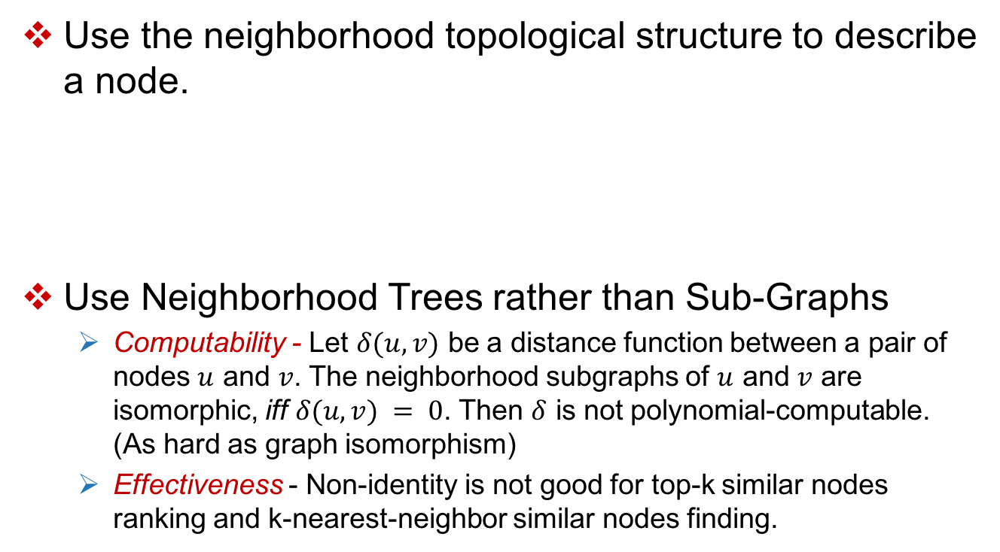 ❖ Use the neighborhood topological structure to describe
a node.
❖ Use Neighborhood Trees rather than Sub-Graphs
➢ Computability - Let 𝛿(𝑢, 𝑣) be a distance function between a pair of
nodes 𝑢 and 𝑣. The neighborhood subgraphs of 𝑢 and 𝑣 are
isomorphic, iff 𝛿(𝑢, 𝑣) = 0. Then 𝛿 is not polynomial-computable.
(As hard as graph isomorphism)
➢ Effectiveness - Non-identity is not good for top-k similar nodes
ranking and k-nearest-neighbor similar nodes finding.